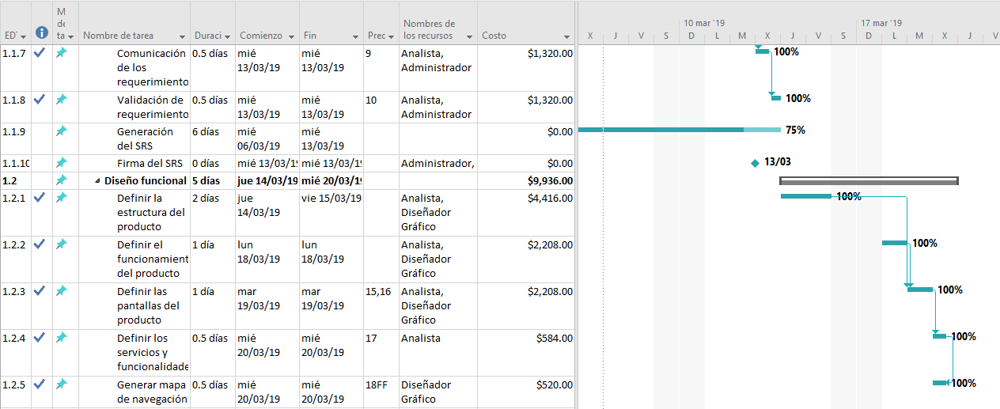 M
de
ta
EDT
Nombre de tarea
Duraci
Comienzo
Fin
Prec
Nombres de
los recursos
Costo
10 mar '19
17 mar '19
X J V S D L M X J V S D L M X J V
1.1.7 Comunicación de los requerimiento 0.5 días mié 13/03/19 mié 13/03/19 9 Analista, Administrador $1,320.00 100%
1.1.8 Validación de requerimiento 0.5 días mié 13/03/19 mié 13/03/19 10 Analista, Administrador $1,320.00 100%
1.1.9 Generación del SRS 6 días mié 06/03/19 mié 13/03/19 $0.00 75%
1.1.10 Firma del SRS 0 días mié 13/03/1 mié 13/03/1 Administrador, $0.00 13/03
1.2 Diseño funcional 5 días jue 14/03/19 mié 20/03/1 $9,936.00
1.2.1 Definir la estructura del producto 2 días jue 14/03/19 vie 15/03/19 Analista, Diseñador Gráfico $4,416.00 100%
1.2.2 Definir el funcionamient del producto 1 día lun 18/03/19 lun 18/03/19 Analista, Diseñador Gráfico $2,208.00 100%
1.2.3 Definir las pantallas del producto 1 día mar 19/03/19 mar 19/03/19 15,16 Analista, Diseñador Gráfico $2,208.00 100%
1.2.4 Definir los servicios y funcionalidade 0.5 días mié 20/03/19 mié 20/03/19 17 Analista $584.00 100%
1.2.5 Generar mapa de navegación 0.5 días mié 20/03/19 mié 20/03/19 18FF Diseñador Gráfico $520.00 100%